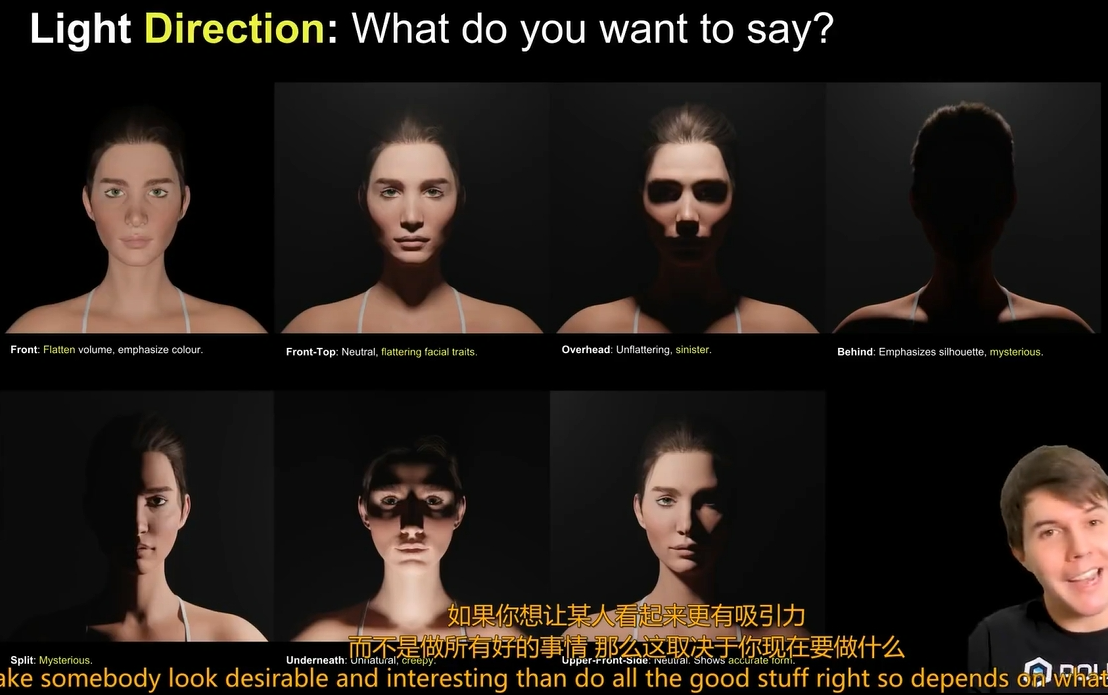 Light Direction: What do you want to say?
Front: Flatten volume, emphasize colour.
Front-Top: Neutral, flattering facial traits.
Overhead: Unflattering, sinister.
Behind: Emphasizes silhouette, mysterious.
Split: Mysterious.
Underneath: Unnatural, creepy.
Upper-Front-Side: Neutral. Shows accurate form.
如果你想让某人看起来更有吸引力
而不是做所有好的事情 那么这取决于你现在要做什么
ake somebody look desirable and interesting than do all the good stuff right so depends on what